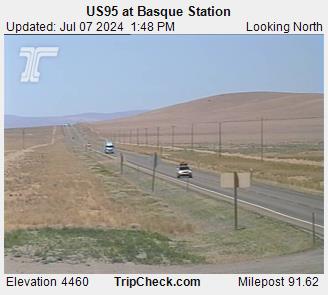 US95 at Basque Station
Updated: Jul 07 2024 1:48 PM Looking North
Elevation 4460 TripCheck.com Milepost 91.62